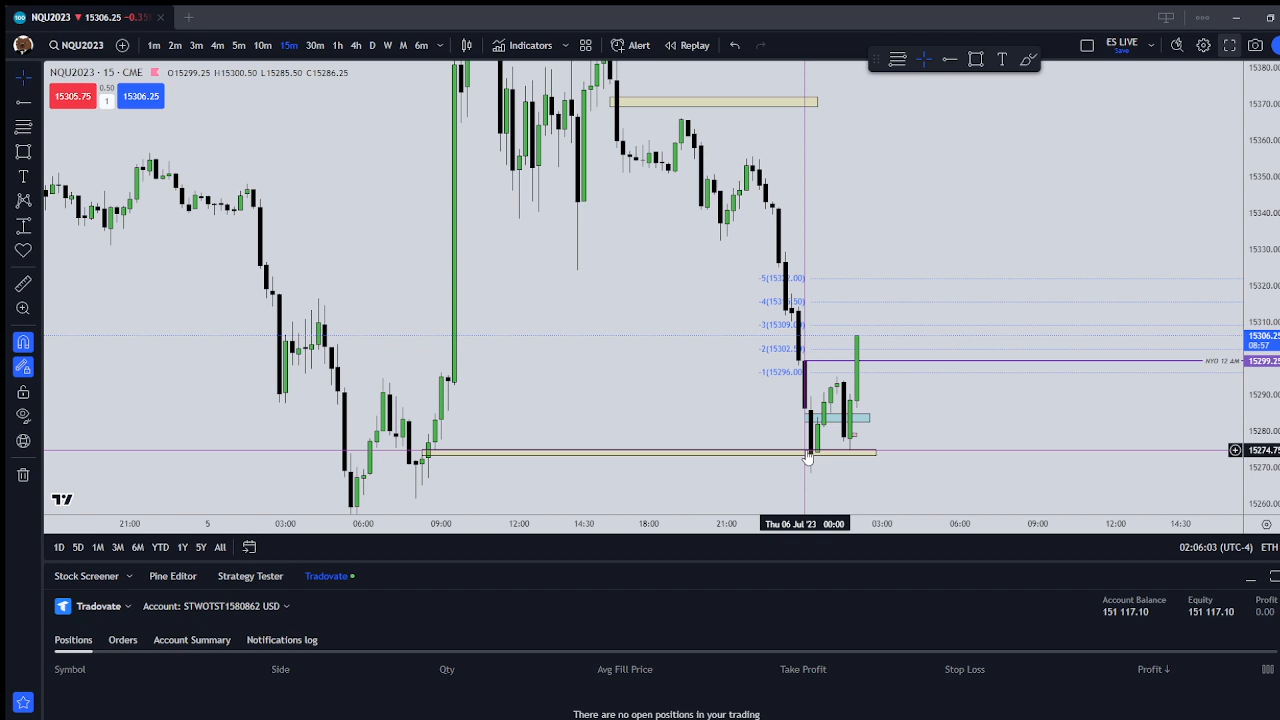 NQU2023 ▼ 15306.25 −0.35
NQU2023 1m 2m 3m 4m 5m 10m 15m 30m 1h 4h D W M 6m Indicators Alert Replay ES LIVE
Save
NQU2023 · 15 · CME O15299.25 H15300.50 L15285.50 C15286.25
15305.75 0.50 1 15306.25
15380.00
15370.00
15360.00
15350.00
15340.00
15330.00
15320.00
15310.00
15306.25
08:57
NYO 12 AM 15299.25
15290.00
15280.00
15274.75
15270.00
15260.00
-4(15
-3(15309.0
-2(15302.5
-1(15296.00
21:00 5 03:00 06:00 09:00 12:00 14:30 18:00 21:00 Thu 06 Jul '23 00:00 03:00 06:00 09:00 12:00 14:30
1D 5D 1M 3M 6M YTD 1Y 5Y All 02:06:03 (UTC-4) ETH
Stock Screener Pine Editor Strategy Tester Tradovate
Tradovate Account: STWOTST1580862 USD
Account Balance Equity Profit
151 117.10 151 117.10 0.00
Positions Orders Account Summary Notifications log
Symbol Side Qty Avg Fill Price Take Profit Stop Loss Profit ↓
There are no open positions in your trading